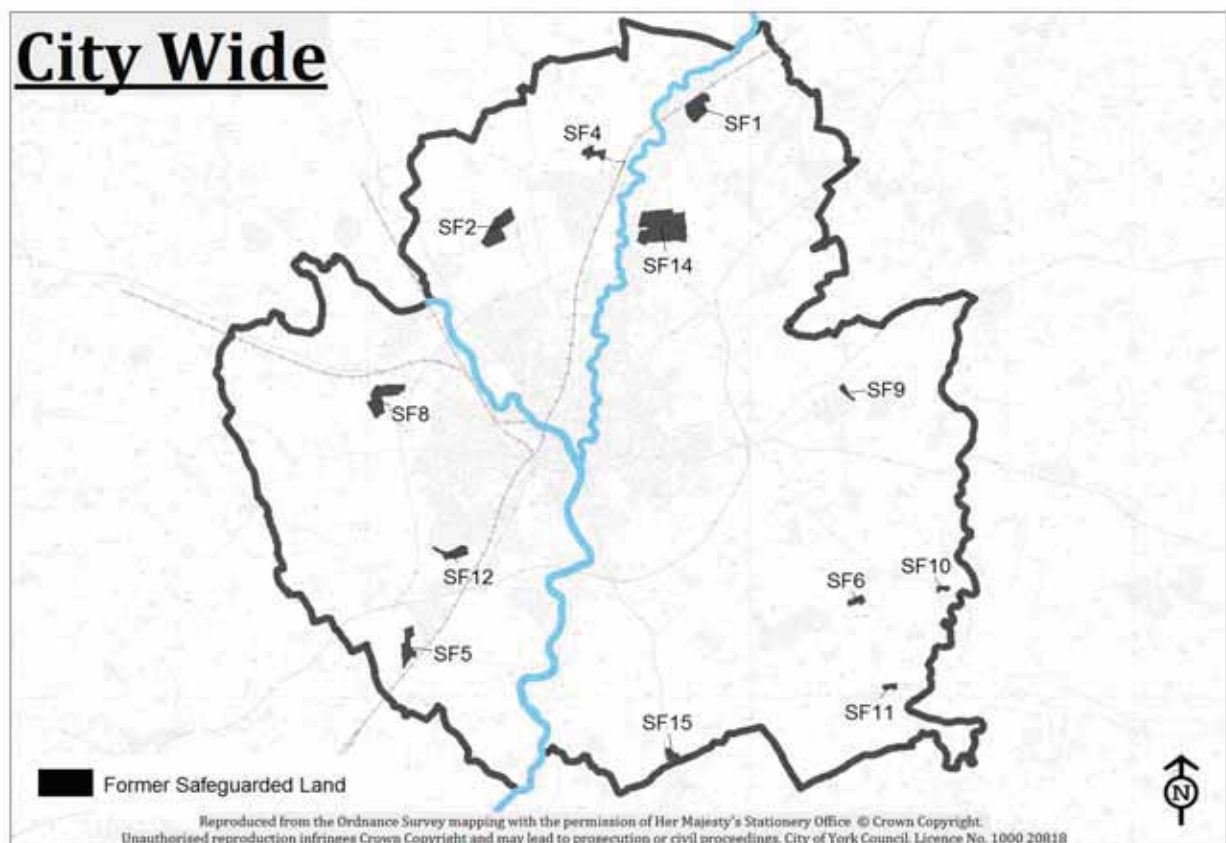 City Wide
SF1
SF4
SF2
SF14
SF8
SF9
SF12
SF10
SF6
SF5
SF11
SF15
Former Safeguarded Land
N
Reproduced from the Ordnance Survey mapping with the permission of Her Majesty's Stationery Office © Crown Copyright.
Unauthorised reproduction infringes Crown Copyright and may lead to prosecution or civil proceedings. City of York Council. Licence No. 1000 20818